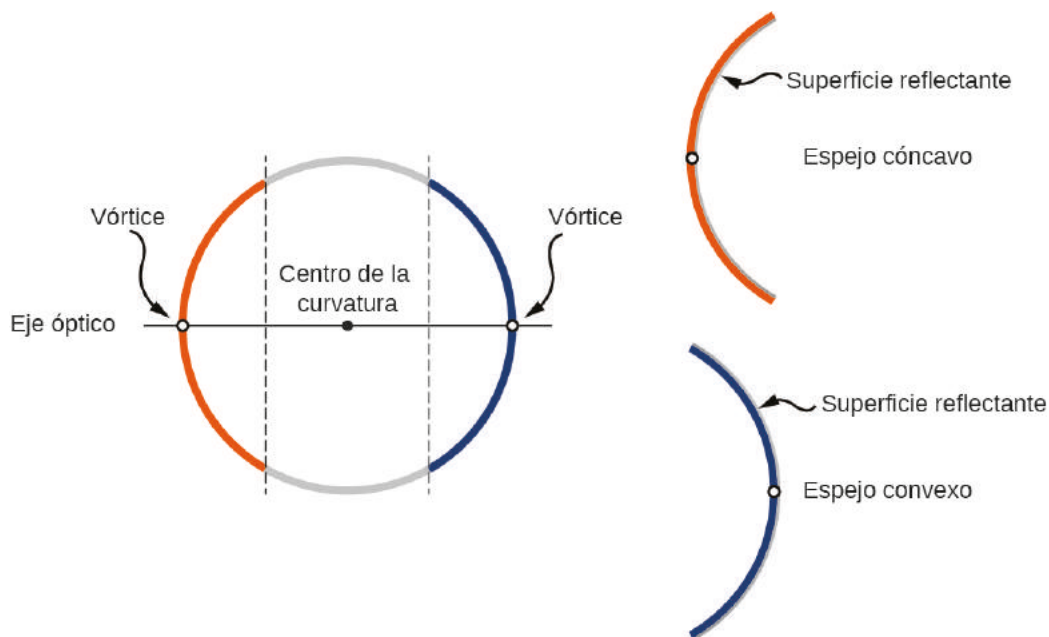 Superficie reflectante
Espejo cóncavo
Vórtice
Vórtice
Centro de la
curvatura
Eje óptico
Superficie reflectante
Espejo convexo